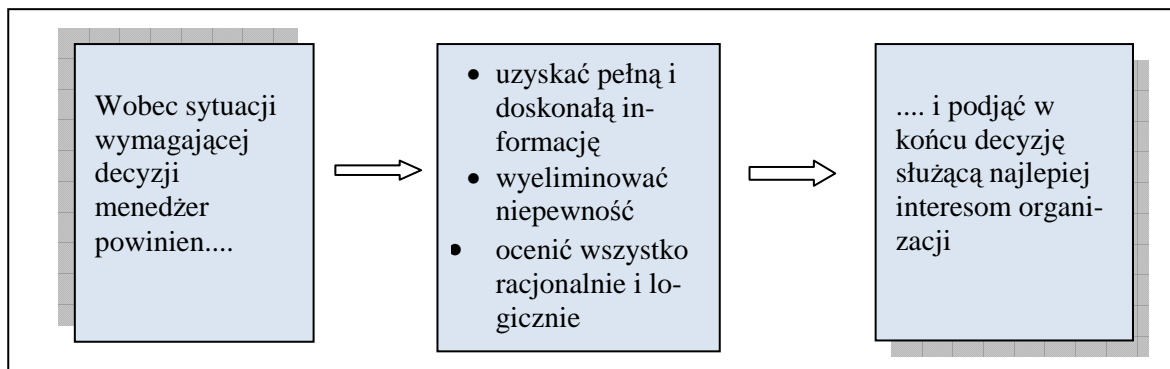 Wobec sytuacji
wymagającej
decyzji
menedżer
powinien....
• uzyskać pełną i
doskonałą in-
formację
• wyeliminować
niepewność
• ocenić wszystko
racjonalnie i lo-
gicznie
.... i podjąć w
końcu decyzję
służącą najlepiej
interesom organi-
zacji